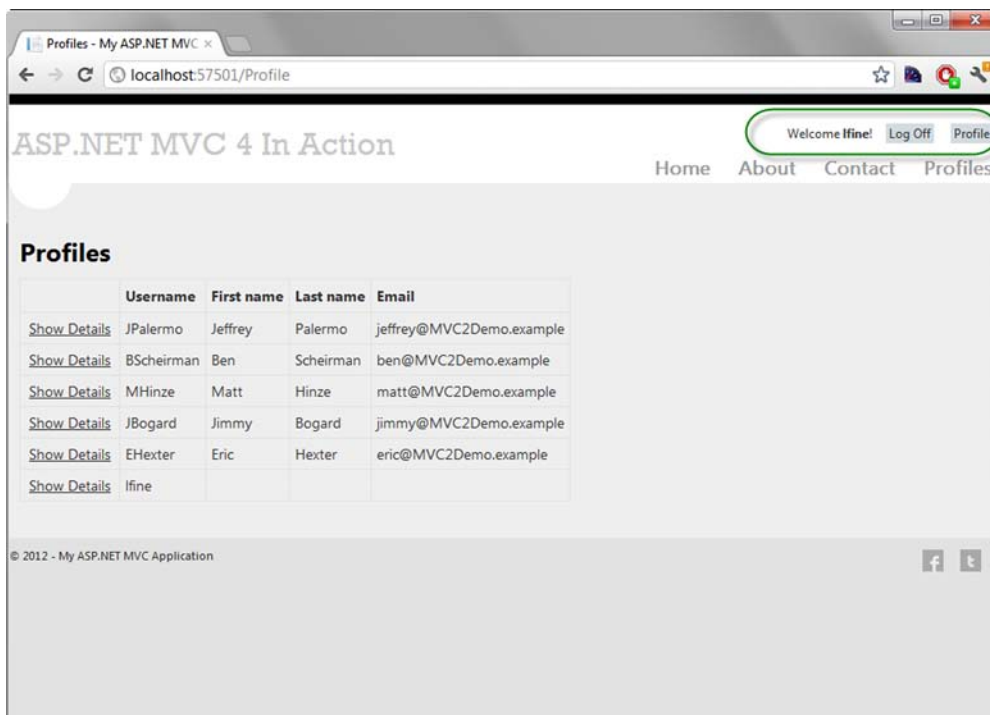 Profiles - My ASP.NET MVC
localhost:57501/Profile
Welcome lfine! Log Off Profile
ASP.NET MVC 4 In Action
Home About Contact Profiles
Profiles
Username First name Last name Email
Show Details JPalermo Jeffrey Palermo jeffrey@MVC2Demo.example
Show Details BScheirman Ben Scheirman ben@MVC2Demo.example
Show Details MHinze Matt Hinze matt@MVC2Demo.example
Show Details JBogard Jimmy Bogard jimmy@MVC2Demo.example
Show Details EHexter Eric Hexter eric@MVC2Demo.example
Show Details lfine
© 2012 - My ASP.NET MVC Application